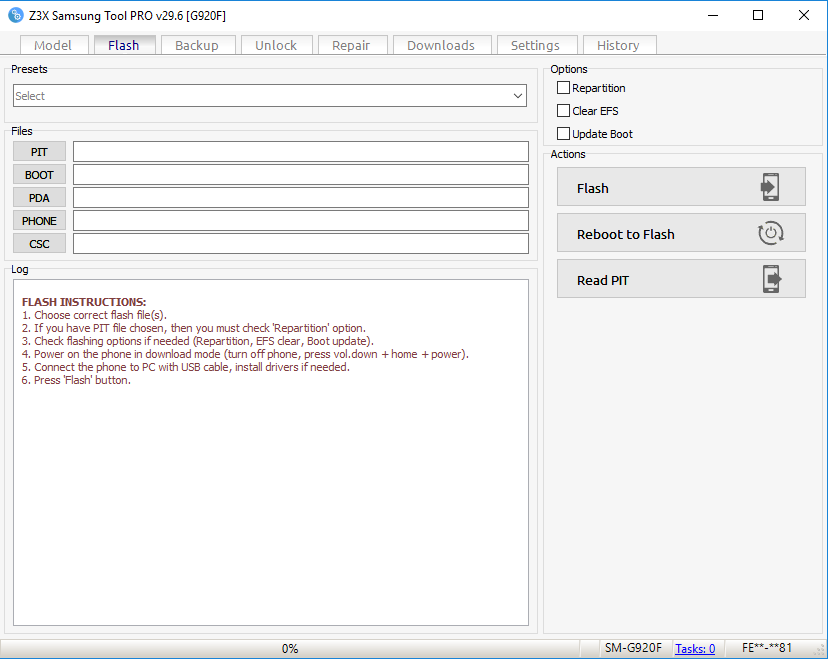 Z3X Samsung Tool PRO v29.6 [G920F]
Model Flash Backup Unlock Repair Downloads Settings History
Presets
Select
Files
PIT
BOOT
PDA
PHONE
CSC
Log
FLASH INSTRUCTIONS:
1. Choose correct flash file(s).
2. If you have PIT file chosen, then you must check 'Repartition' option.
3. Check flashing options if needed (Repartition, EFS clear, Boot update).
4. Power on the phone in download mode (turn off phone, press vol.down + home + power).
5. Connect the phone to PC with USB cable, install drivers if needed.
6. Press 'Flash' button.
Options
Repartition
Clear EFS
Update Boot
Actions
Flash
Reboot to Flash
Read PIT
0% SM-G920F Tasks: 0 FE**-**81